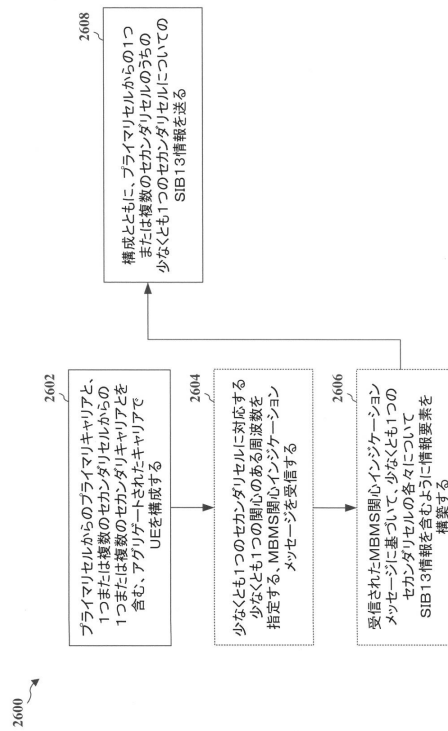 2600
2602
プライマリセルからのプライマリキャリアと、
1つまたは複数のセカンダリセルからの
1つまたは複数のセカンダリキャリアとを
含む、アグリゲートされたキャリアで
UEを構成する
2604
少なくとも1つのセカンダリセルに対応する
少なくとも1つの関心のある周波数を
指定する、MBMS関心インジケーション
メッセージを受信する
2606
受信されたMBMS関心インジケーション
メッセージに基づいて、少なくとも1つの
セカンダリセルの各々について
SIB13情報を含むように情報要素を
構築する
2608
構成とともに、プライマリセルからの1つ
または複数のセカンダリセルのうちの
少なくとも1つのセカンダリセルについての
SIB13情報を送る